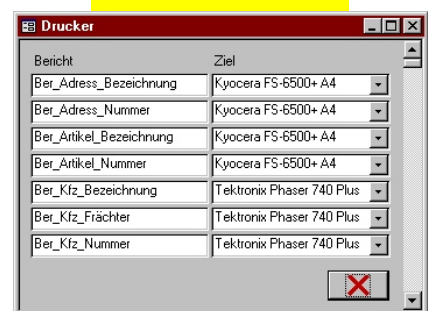 Drucker
Bericht Ziel
Ber_Adress_Bezeichnung Kyocera FS-6500+ A4
Ber_Adress_Nummer Kyocera FS-6500+ A4
Ber_Artikel_Bezeichnung Kyocera FS-6500+ A4
Ber_Artikel_Nummer Kyocera FS-6500+ A4
Ber_Kfz_Bezeichnung Tektronix Phaser 740 Plus
Ber_Kfz_Frächter Tektronix Phaser 740 Plus
Ber_Kfz_Nummer Tektronix Phaser 740 Plus